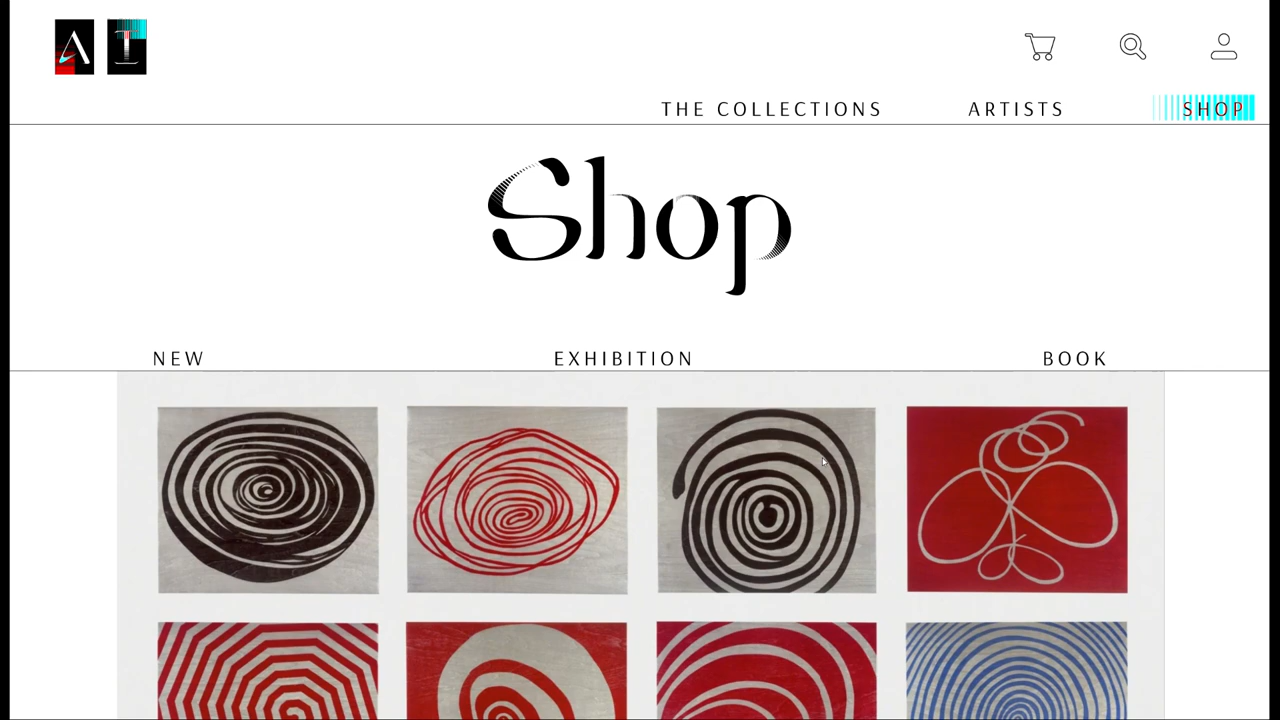 A I
THE COLLECTIONS ARTISTS SHOP
Shop
NEW EXHIBITION BOOK